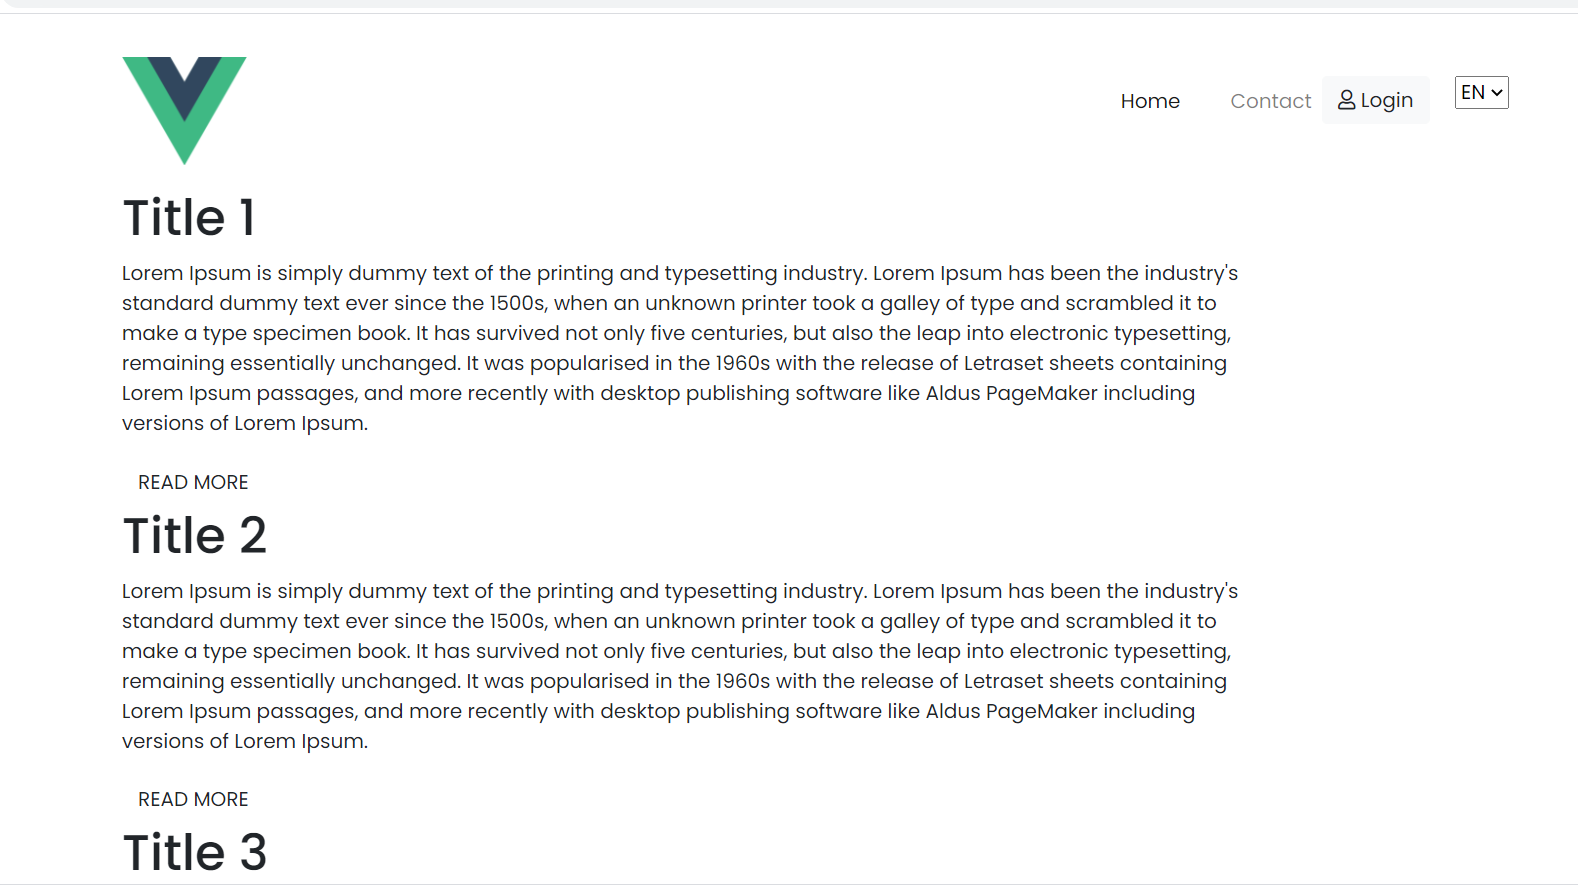 Home Contact Login EN
Title 1
Lorem Ipsum is simply dummy text of the printing and typesetting industry. Lorem Ipsum has been the industry's
standard dummy text ever since the 1500s, when an unknown printer took a galley of type and scrambled it to
make a type specimen book. It has survived not only five centuries, but also the leap into electronic typesetting,
remaining essentially unchanged. It was popularised in the 1960s with the release of Letraset sheets containing
Lorem Ipsum passages, and more recently with desktop publishing software like Aldus PageMaker including
versions of Lorem Ipsum.
READ MORE
Title 2
Lorem Ipsum is simply dummy text of the printing and typesetting industry. Lorem Ipsum has been the industry's
standard dummy text ever since the 1500s, when an unknown printer took a galley of type and scrambled it to
make a type specimen book. It has survived not only five centuries, but also the leap into electronic typesetting,
remaining essentially unchanged. It was popularised in the 1960s with the release of Letraset sheets containing
Lorem Ipsum passages, and more recently with desktop publishing software like Aldus PageMaker including
versions of Lorem Ipsum.
READ MORE
Title 3